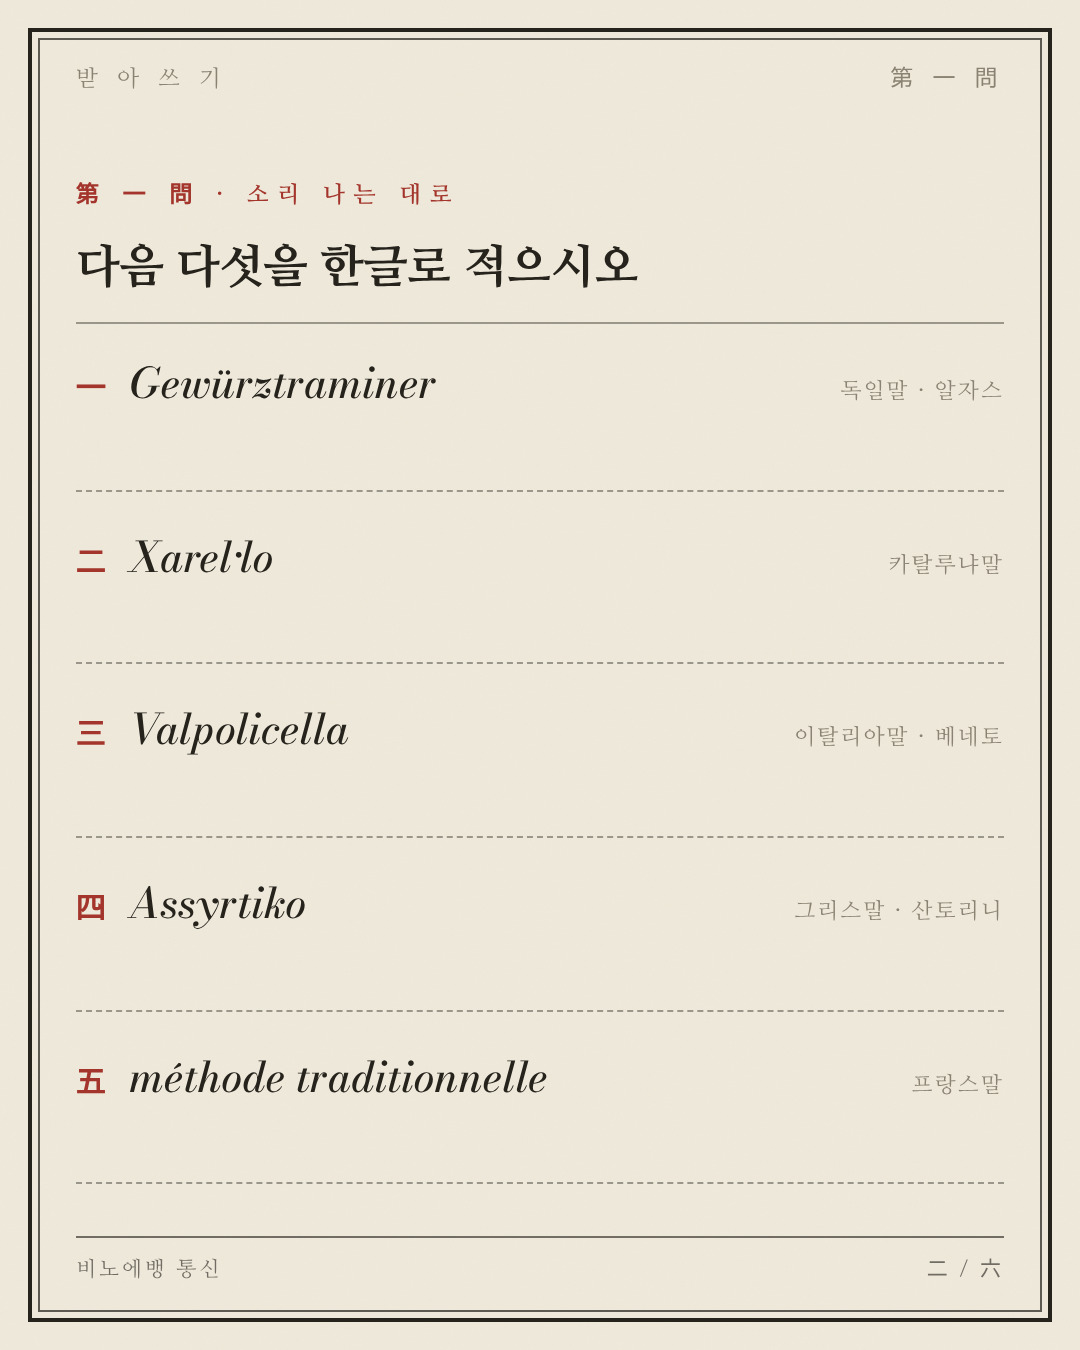 받아쓰기 第一問
第一問 · 소리 나는 대로
다음 다섯을 한글로 적으시오
一 Gewürztraminer 독일말 · 알자스
二 Xarel·lo 카탈루냐말
三 Valpolicella 이탈리아말 · 베네토
四 Assyrtiko 그리스말 · 산토리니
五 méthode traditionnelle 프랑스말
비노에뱅 통신 二 / 六